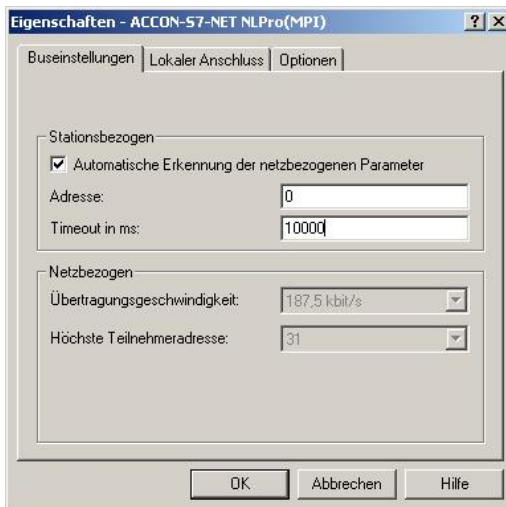 Eigenschaften - ACCON-S7-NET NLPro(MPI)
Buseinstellungen Lokaler Anschluss Optionen
Stationsbezogen
Automatische Erkennung der netzbezogenen Parameter
Adresse: 0
Timeout in ms: 10000
Netzbezogen
Übertragungsgeschwindigkeit: 187,5 kbit/s
Höchste Teilnehmeradresse: 31
OK Abbrechen Hilfe